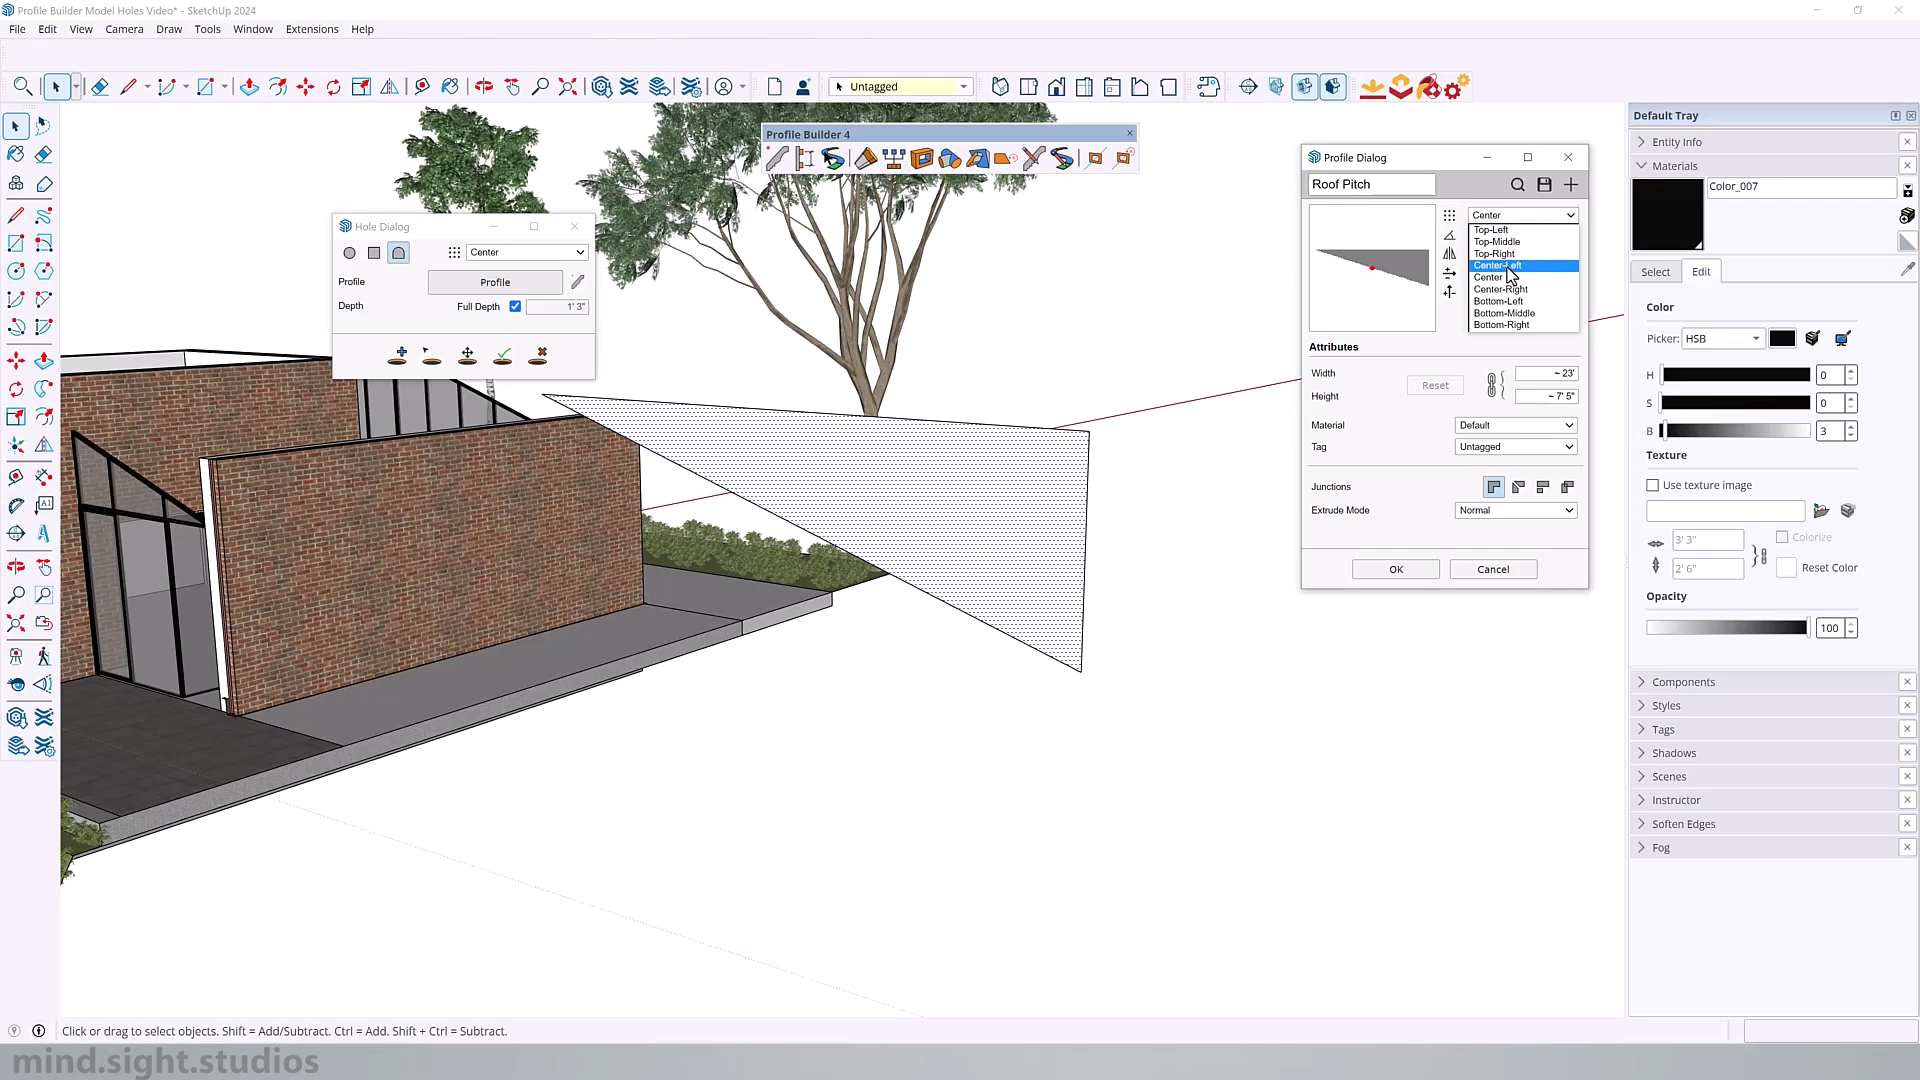 Profile Builder Model Holes Video* - SketchUp 2024
File Edit View Camera Draw Tools Window Extensions Help
Untagged
Profile Builder 4
Hole Dialog
Center
Profile
Profile
Depth
Full Depth
1' 3"
Profile Dialog
Roof Pitch
Center
Top-Left
Top-Middle
Top-Right
Center-Left
Center
Center-Right
Bottom-Left
Bottom-Middle
Bottom-Right
Attributes
Width
~ 23'
Reset
Height
~ 7' 5"
Material
Default
Tag
Untagged
Junctions
Extrude Mode
Normal
OK
Cancel
Default Tray
Entity Info
Materials
Color_007
Select
Edit
Color
Picker:
HSB
H
0
S
0
B
3
Texture
Use texture image
3' 3"
Colorize
2' 6"
Reset Color
Opacity
100
Components
Styles
Tags
Shadows
Scenes
Instructor
Soften Edges
Fog
Click or drag to select objects. Shift = Add/Subtract. Ctrl = Add. Shift + Ctrl = Subtract.
mind.sight.studios